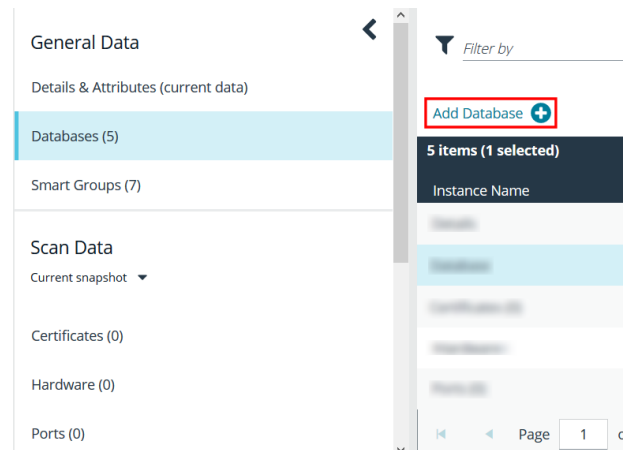 General Data
Details & Attributes (current data)
Databases (5)
Smart Groups (7)
Scan Data
Current snapshot
Certificates (0)
Hardware (0)
Ports (0)
Filter by
Add Database
5 items (1 selected)
Instance Name
Page 1